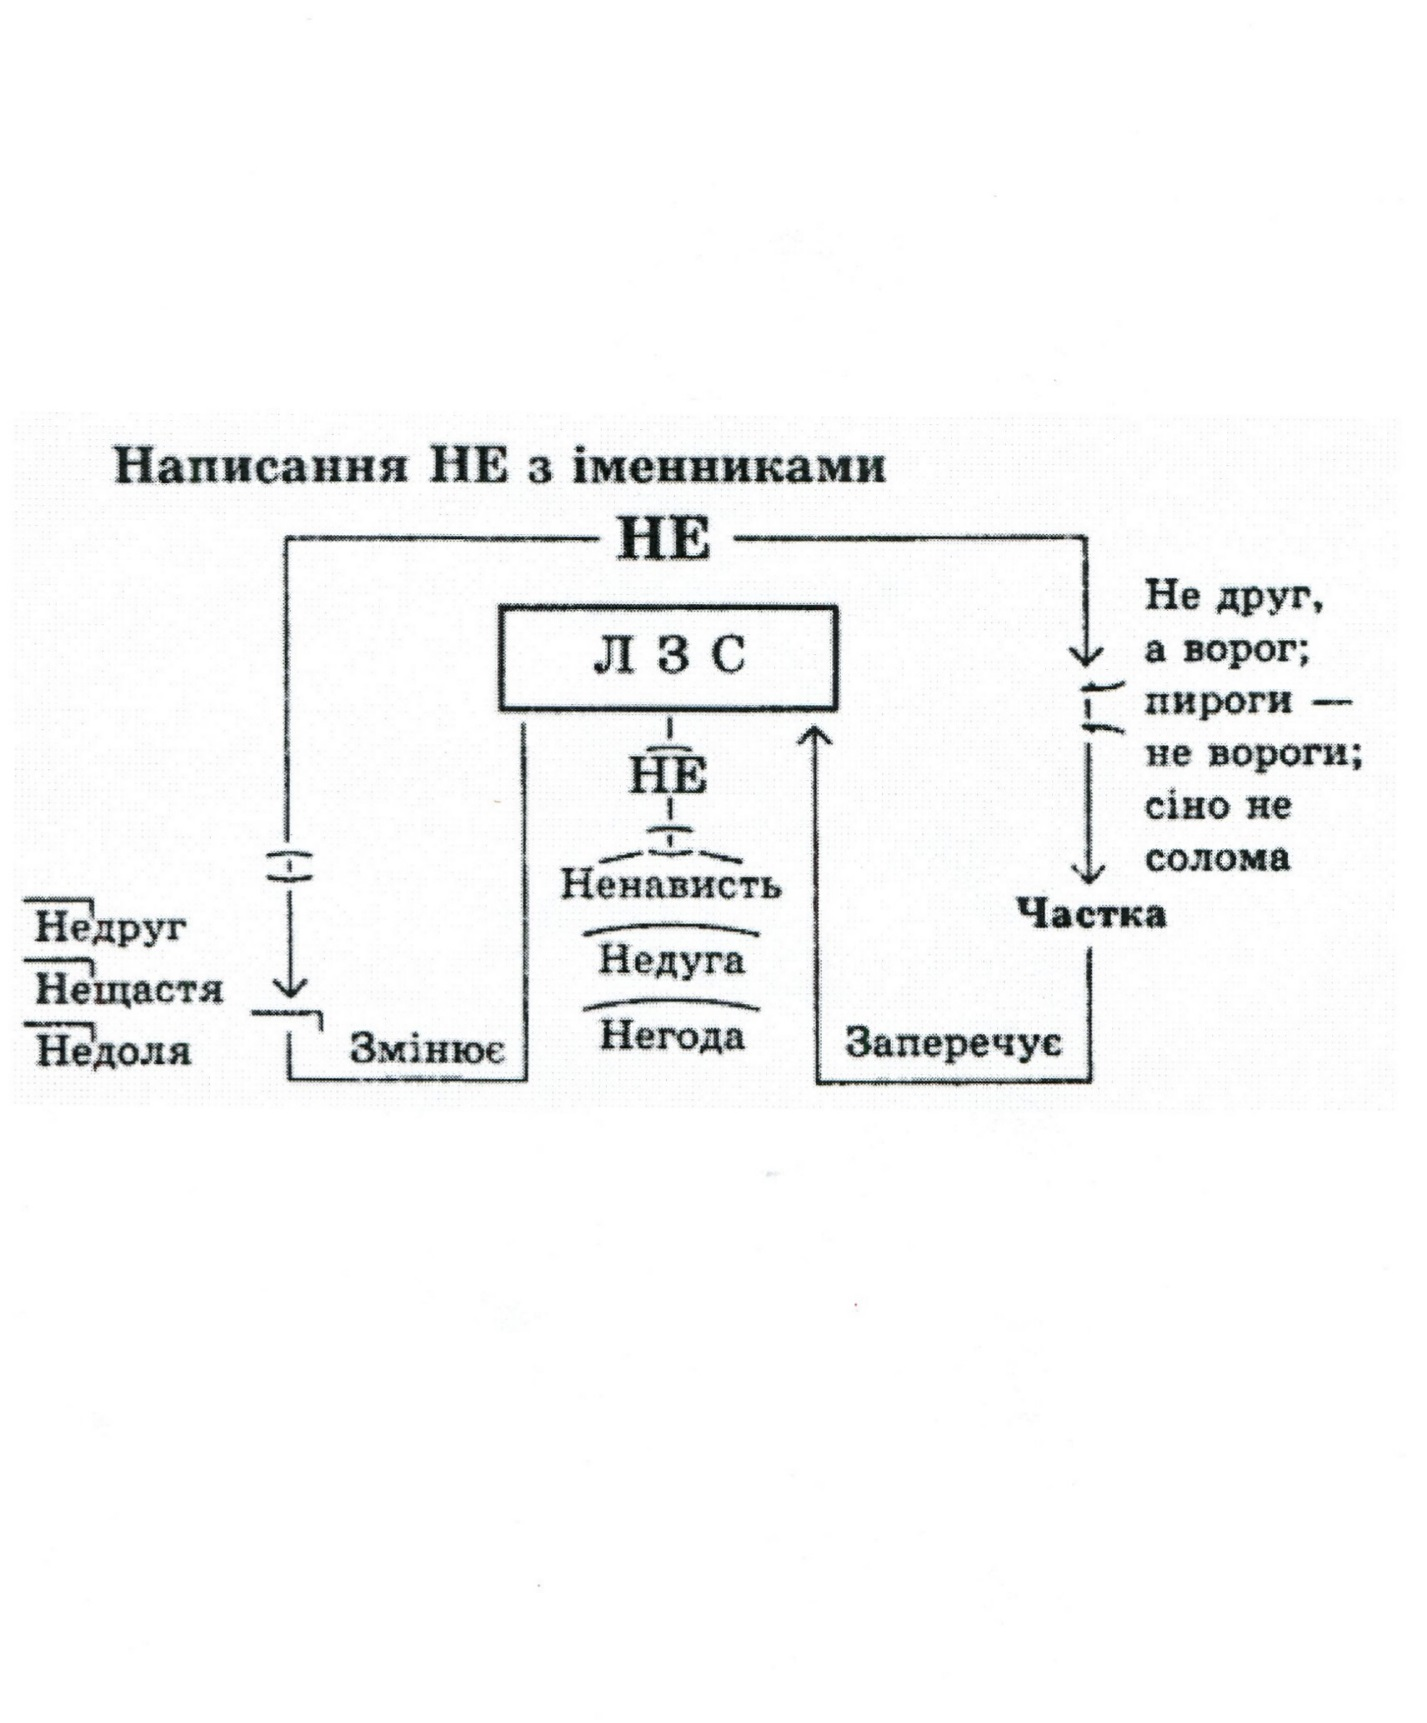 Написання НЕ з іменниками
НЕ
Л З С
НЕ
Ненависть
Недуга
Негода
Недруг
Нещастя
Недоля
Змінює
Не друг,
а ворог;
пироги —
не вороги;
сіно не
солома
Частка
Заперечує